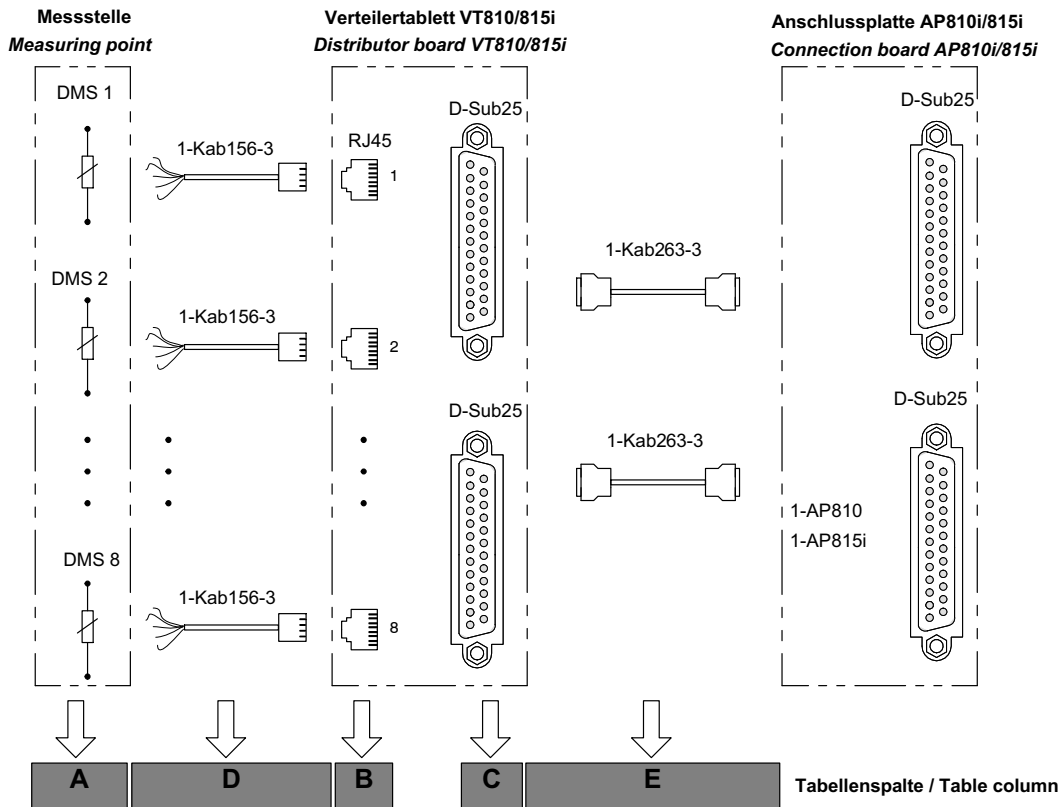 Messstelle
Measuring point
Verteilertablett VT810/815i
Distributor board VT810/815i
Anschlussplatte AP810i/815i
Connection board AP810i/815i
DMS 1
1-Kab156-3
RJ45
1
D-Sub25
D-Sub25
1-Kab263-3
DMS 2
1-Kab156-3
2
D-Sub25
D-Sub25
1-Kab263-3
1-AP810
1-AP815i
DMS 8
1-Kab156-3
8
A
D
B
C
E
Tabellenspalte / Table column